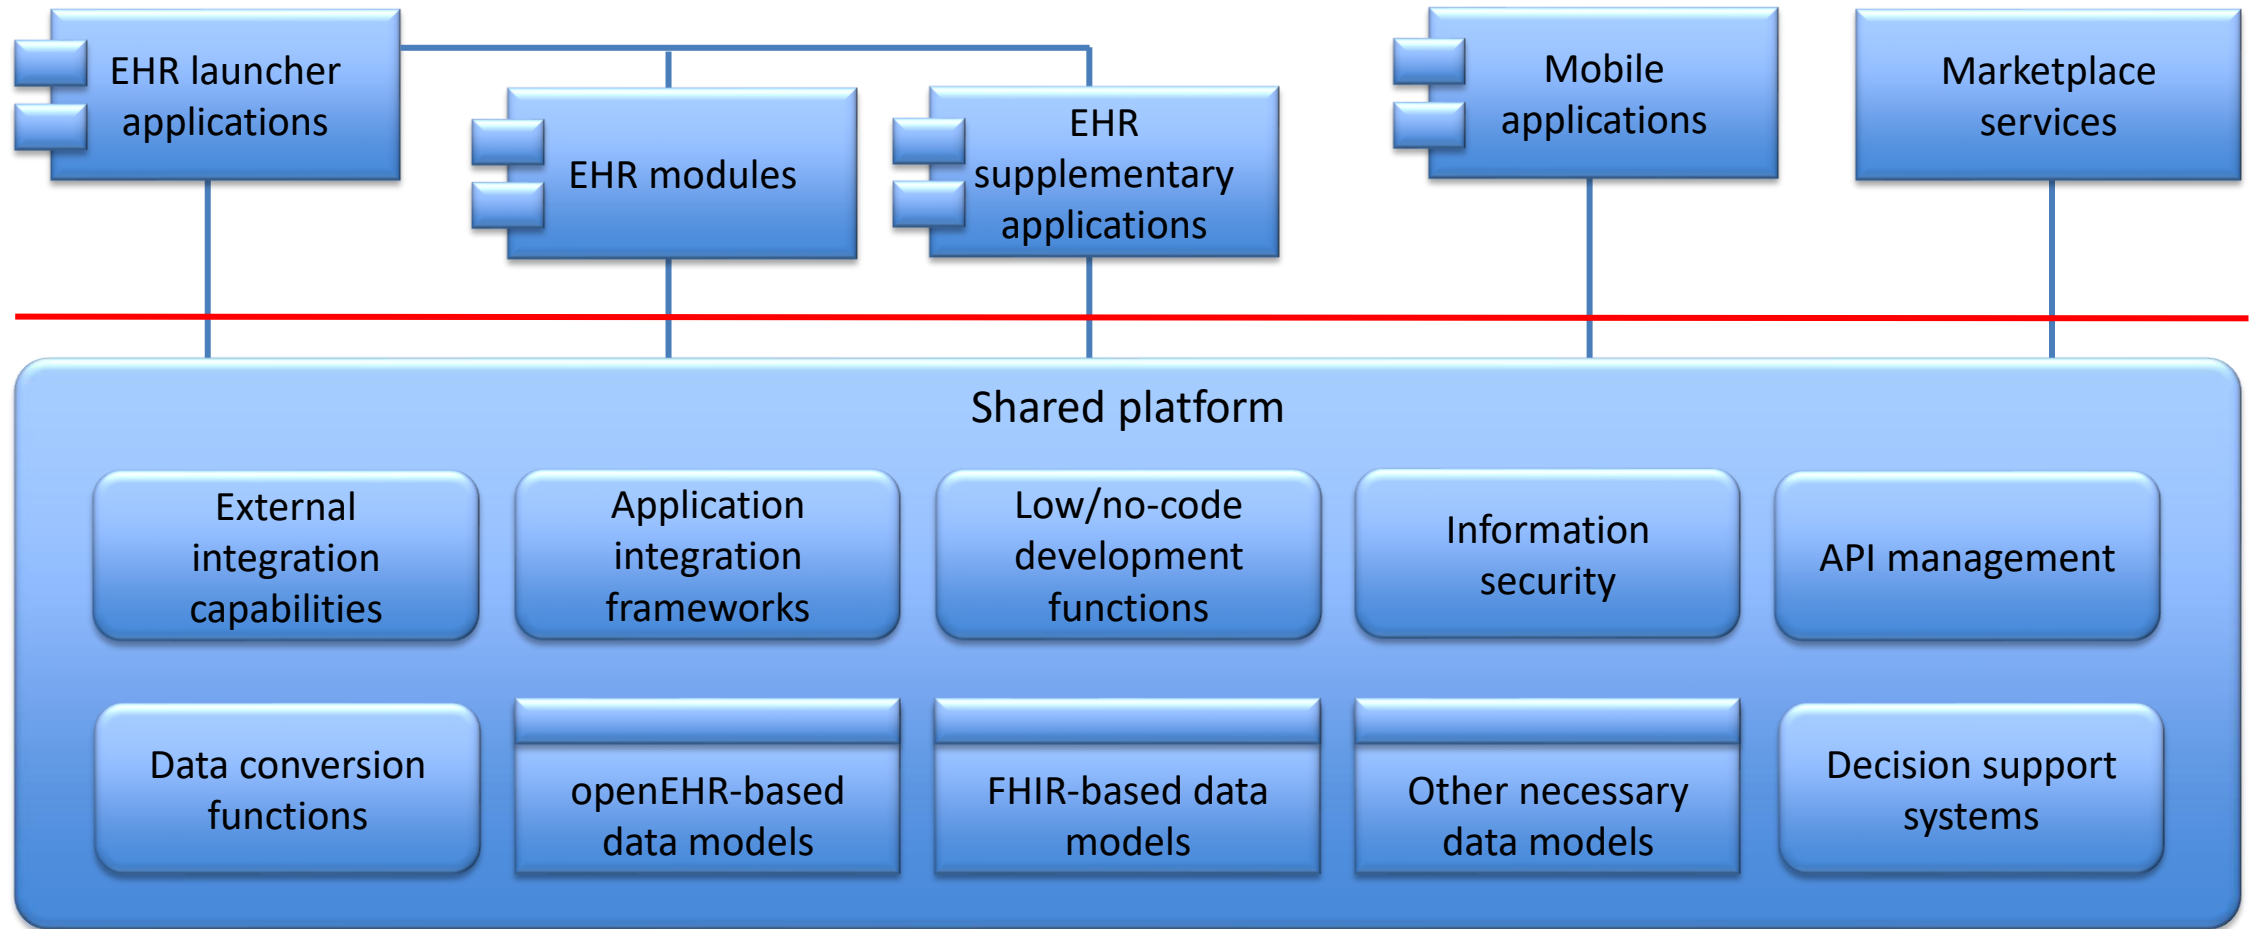 EHR launcher
applications
EHR modules
EHR
supplementary
applications
Mobile
applications
Marketplace
services
Shared platform
External
integration
capabilities
Application
integration
frameworks
Low/no-code
development
functions
Information
security
API management
Data conversion
functions
openEHR-based
data models
FHIR-based data
models
Other necessary
data models
Decision support
systems